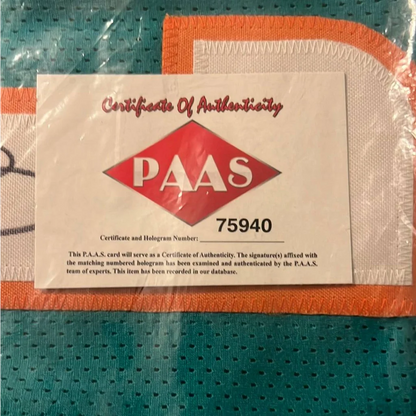 Certificate Of Authenticity
PAAS
75940
Certificate and Hologram Number:
This P.A.A.S. card will serve as a Certificate of Authenticity. The signature(s) affixed with
the matching numbered hologram has been examined and authenticated by the P.A.A.S.
team of experts. This item has been recorded in our database.